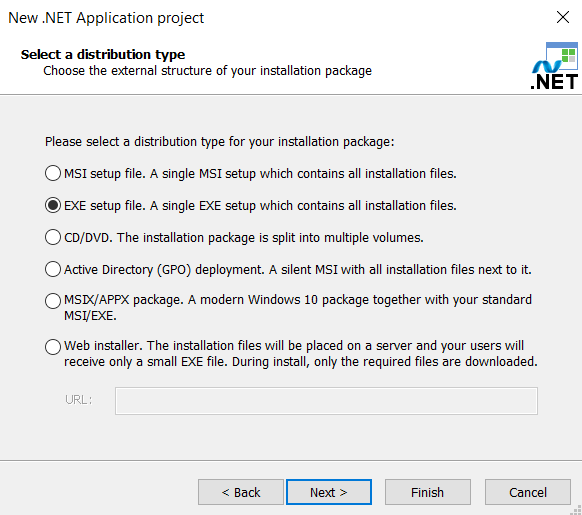 New .NET Application project
Select a distribution type
Choose the external structure of your installation package
.NET
Please select a distribution type for your installation package:
MSI setup file. A single MSI setup which contains all installation files.
EXE setup file. A single EXE setup which contains all installation files.
CD/DVD. The installation package is split into multiple volumes.
Active Directory (GPO) deployment. A silent MSI with all installation files next to it.
MSIX/APPX package. A modern Windows 10 package together with your standard
MSI/EXE.
Web installer. The installation files will be placed on a server and your users will
receive only a small EXE file. During install, only the required files are downloaded.
URL:
< Back
Next >
Finish
Cancel